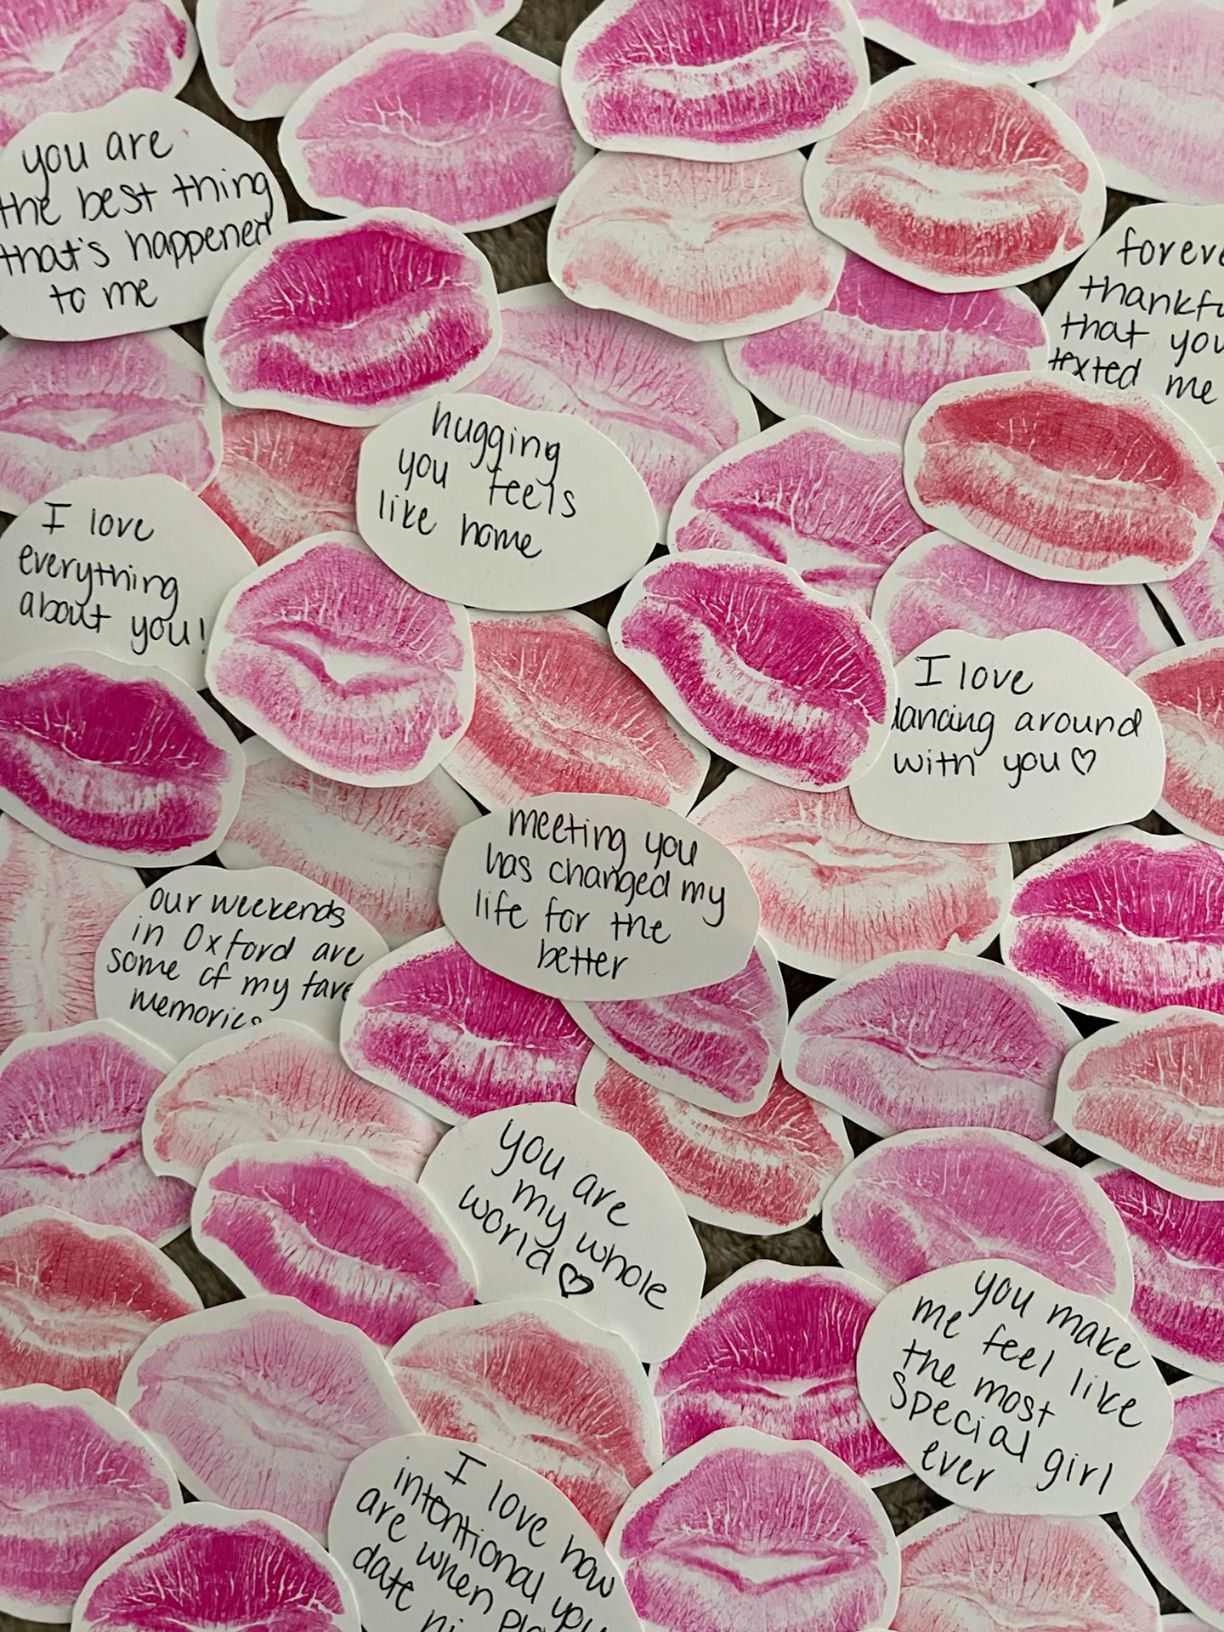 you are
the best thing
that's happened
to me
thankf
that you
texted me
hugging
you feels
like home
I love
everything
about you!
I love
dancing around
with you♡
meeting you
has changed my
life for the
better
our weekends
in Oxford are
some of my fave
memories
you are
my whole
world♡
you make
me feel like
the most
special girl
ever
I love how
intentional you
are when
date